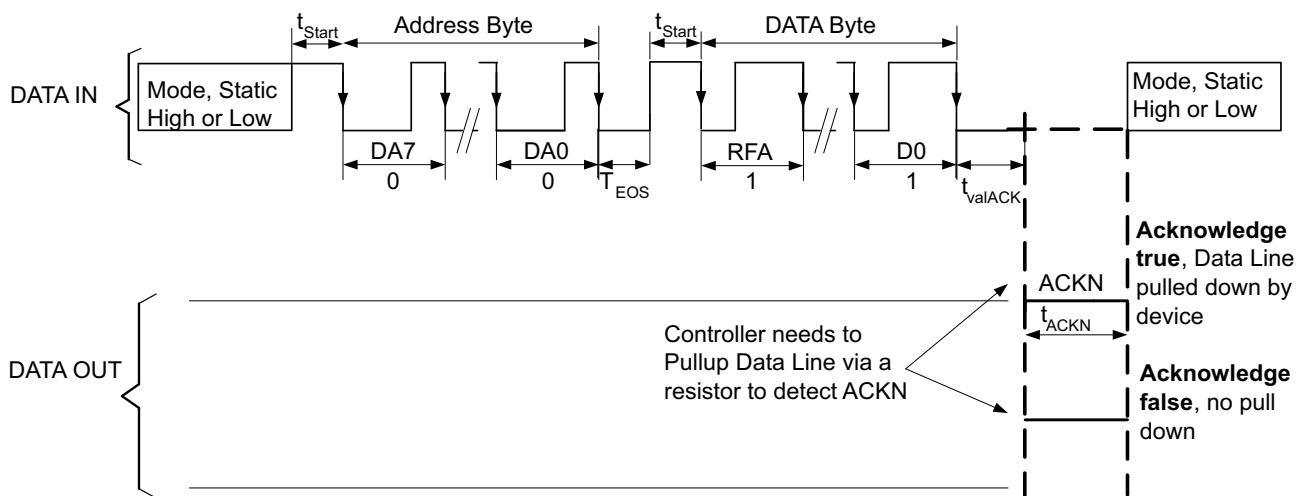 tStart
Address Byte
tStart
DATA Byte
DATA IN
Mode, Static
High or Low
Mode, Static
High or Low
DA7
0
DA0
0
TEOS
RFA
1
D0
1
tvalACK
Acknowledge
true, Data Line
pulled down by
device
ACKN
tACKN
Controller needs to
Pullup Data Line via a
resistor to detect ACKN
DATA OUT
Acknowledge
false, no pull
down